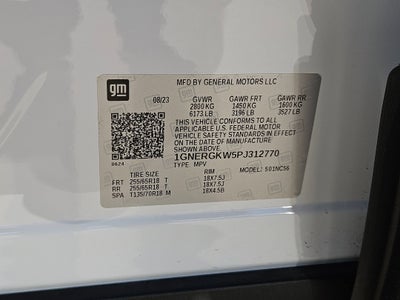 gm
MFD BY GENERAL MOTORS LLC
08/23 GVWR GAWR FRT GAWR RR
2800 KG 1450 KG 1600 KG
6173 LB 3196 LB 3527 LB
THIS VEHICLE CONFORMS TO ALL
APPLICABLE U.S. FEDERAL MOTOR
VEHICLE SAFETY STANDARDS IN EFFECT
ON THE DATE OF MANUFACTURE
SHOWN ABOVE.
1GNERGKW5PJ312770
TYPE: MPV MODEL: 501NC56
0624
TIRE SIZE RIM
FRT 255/65R18 T 18X7.5J
RR 255/65R18 T 18X7.5J
SPA T135/70R18 M 18X4.5B